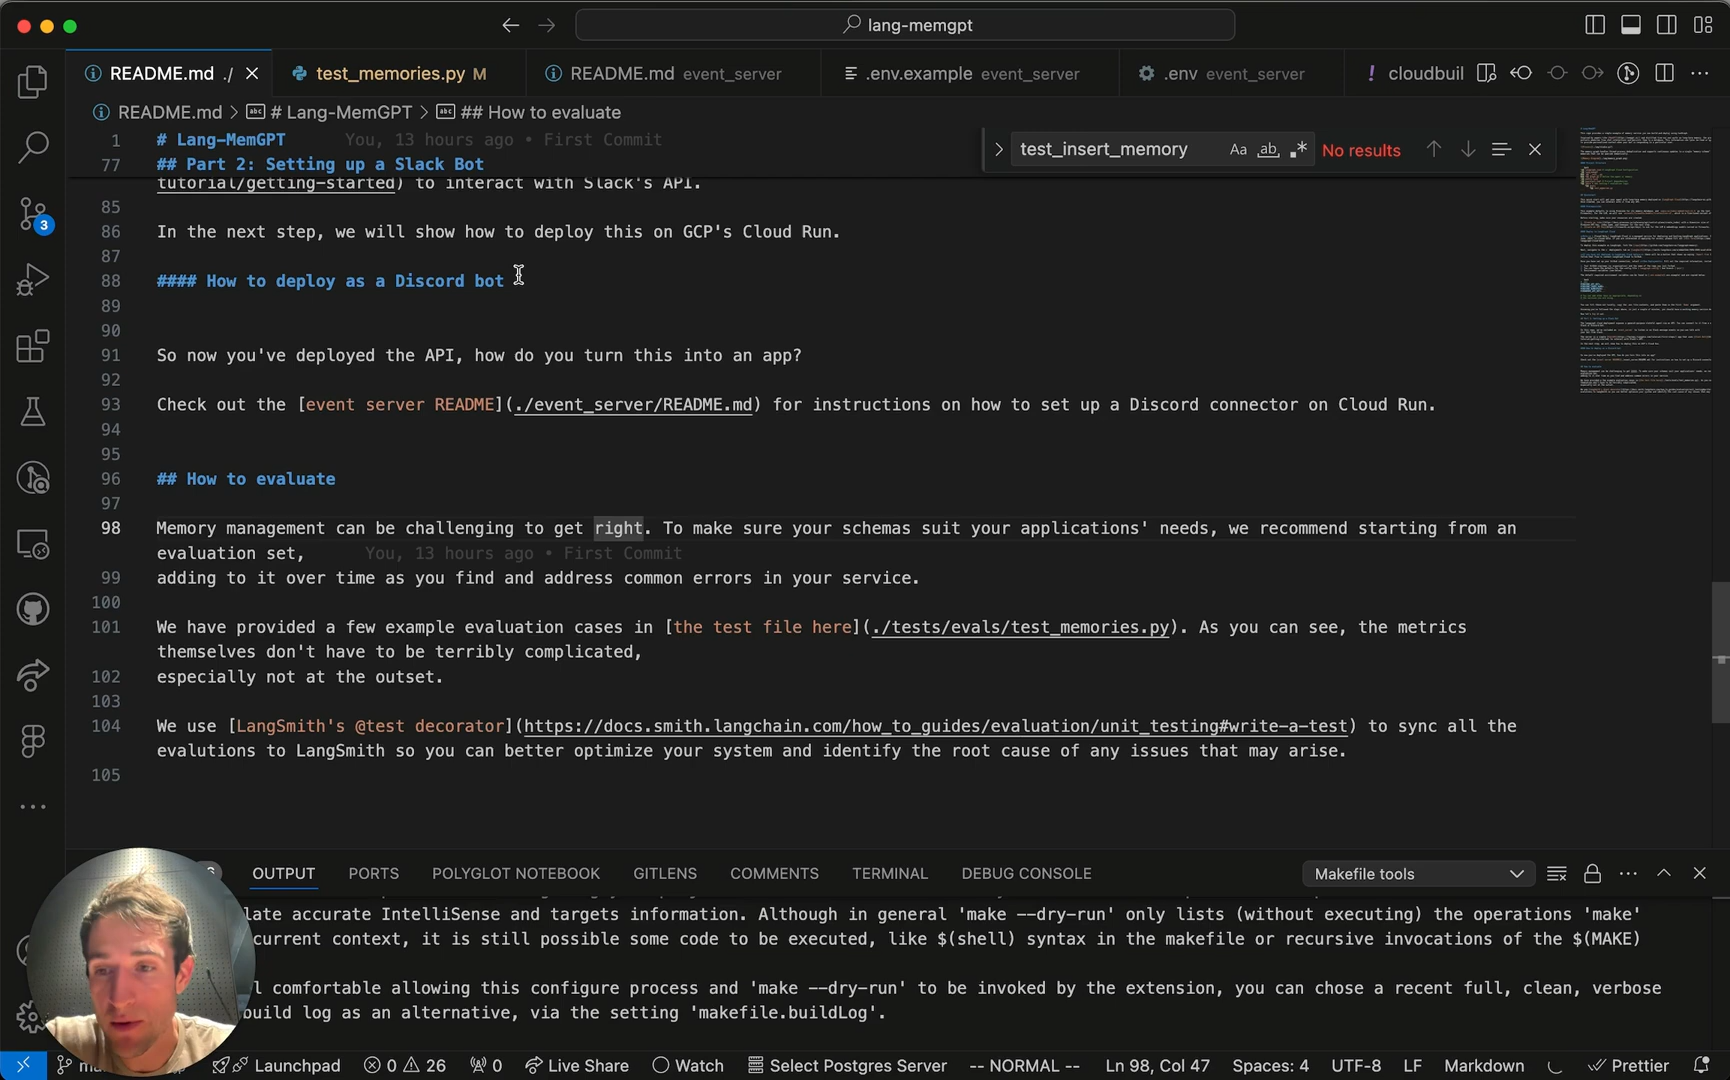 lang-memgpt
README.md ./
test_memories.py M
README.md event_server
.env.example event_server
.env event_server
! cloudbuil
README.md > # Lang-MemGPT > ## How to evaluate
1 # Lang-MemGPT You, 13 hours ago • First Commit
test_insert_memory Aa ab .* No results
77 ## Part 2: Setting up a Slack Bot
tutorial/getting-started) to interact with Slack's API.
85
86 In the next step, we will show how to deploy this on GCP's Cloud Run.
87
88 #### How to deploy as a Discord bot
89
90
91 So now you've deployed the API, how do you turn this into an app?
92
93 Check out the [event server README](./event_server/README.md) for instructions on how to set up a Discord connector on Cloud Run.
94
95
96 ## How to evaluate
97
98 Memory management can be challenging to get right. To make sure your schemas suit your applications' needs, we recommend starting from an
evaluation set, You, 13 hours ago • First Commit
99 adding to it over time as you find and address common errors in your service.
100
101 We have provided a few example evaluation cases in [the test file here](./tests/evals/test_memories.py). As you can see, the metrics
themselves don't have to be terribly complicated,
102 especially not at the outset.
103
104 We use [LangSmith's @test decorator](https://docs.smith.langchain.com/how_to_guides/evaluation/unit_testing#write-a-test) to sync all the
evalutions to LangSmith so you can better optimize your system and identify the root cause of any issues that may arise.
105
3
OUTPUT PORTS POLYGLOT NOTEBOOK GITLENS COMMENTS TERMINAL DEBUG CONSOLE Makefile tools
late accurate IntelliSense and targets information. Although in general 'make --dry-run' only lists (without executing) the operations 'make'
current context, it is still possible some code to be executed, like $(shell) syntax in the makefile or recursive invocations of the $(MAKE)
l comfortable allowing this configure process and 'make --dry-run' to be invoked by the extension, you can chose a recent full, clean, verbose
build log as an alternative, via the setting 'makefile.buildLog'.
Launchpad 0 26 0 Live Share Watch Select Postgres Server -- NORMAL -- Ln 98, Col 47 Spaces: 4 UTF-8 LF Markdown Prettier